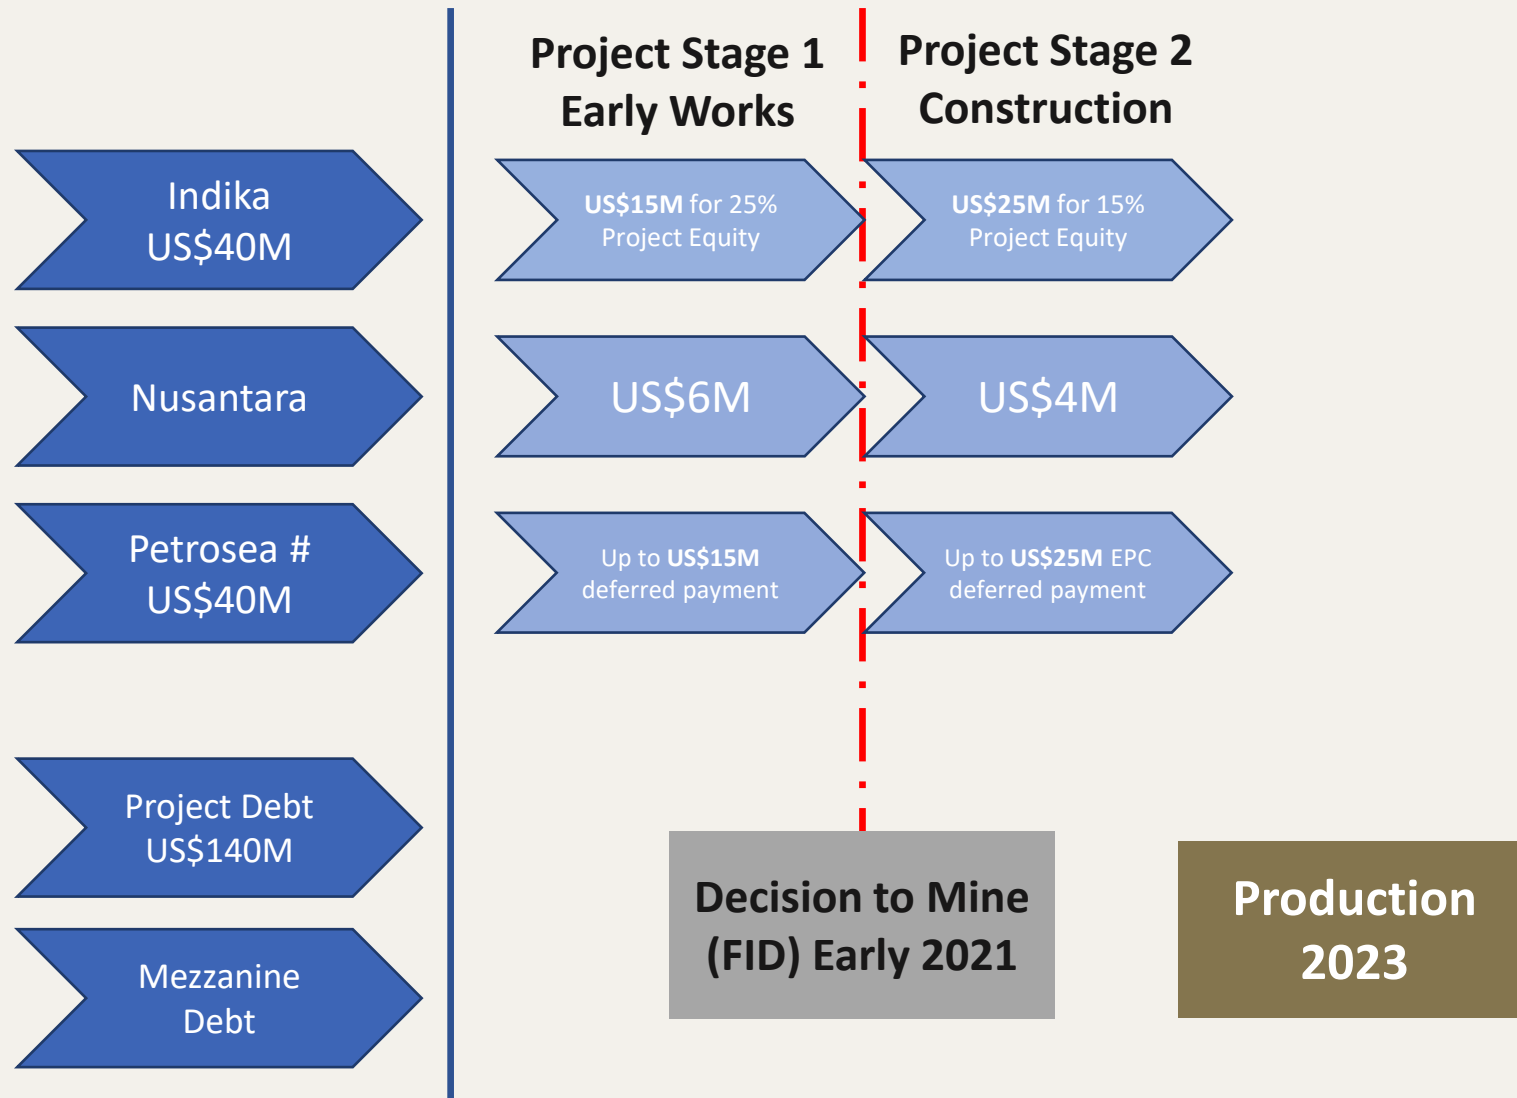 Project Stage 1
Early Works
Project Stage 2
Construction
Indika
US$40M
US$15M for 25%
Project Equity
US$25M for 15%
Project Equity
Nusantara
US$6M
US$4M
Petrosea #
US$40M
Up to US$15M
deferred payment
Up to US$25M EPC
deferred payment
Project Debt
US$140M
Decision to Mine
(FID) Early 2021
Production
2023
Mezzanine
Debt